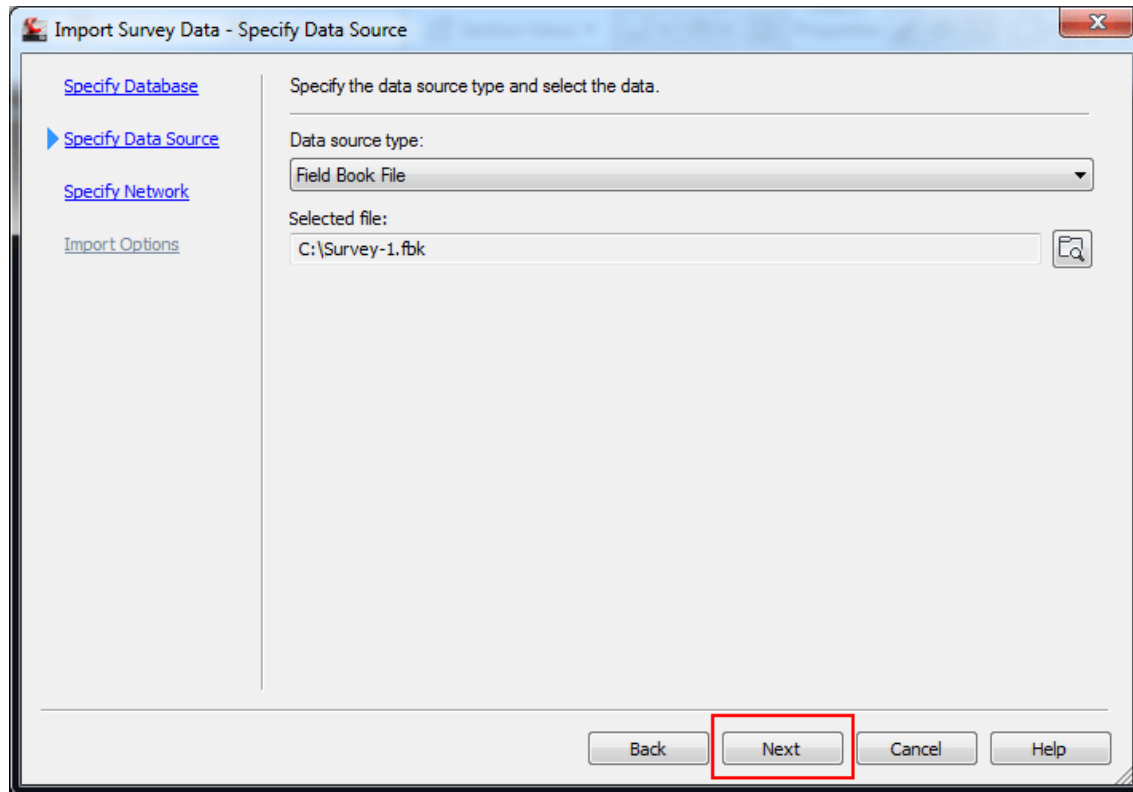 Import Survey Data - Specify Data Source
Specify Database
Specify Data Source
Specify Network
Import Options
Specify the data source type and select the data.
Data source type:
Field Book File
Selected file:
C:\Survey-1.fbk
Back
Next
Cancel
Help